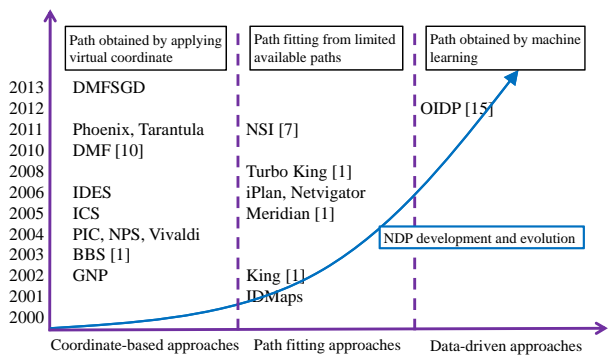 Path obtained by applying
virtual coordinate
Path fitting from limited
available paths
Path obtained by machine
learning
2013 DMFSGD
2012 OIDP [15]
2011 Phoenix, Tarantula NSI [7]
2010 DMF [10]
2008 Turbo King [1]
2006 IDES iPlan, Netvigator
2005 ICS Meridian [1]
2004 PIC, NPS, Vivaldi
NDP development and evolution
2003 BBS [1]
2002 GNP King [1]
2001 IDMaps
2000
Coordinate-based approaches Path fitting approaches Data-driven approaches